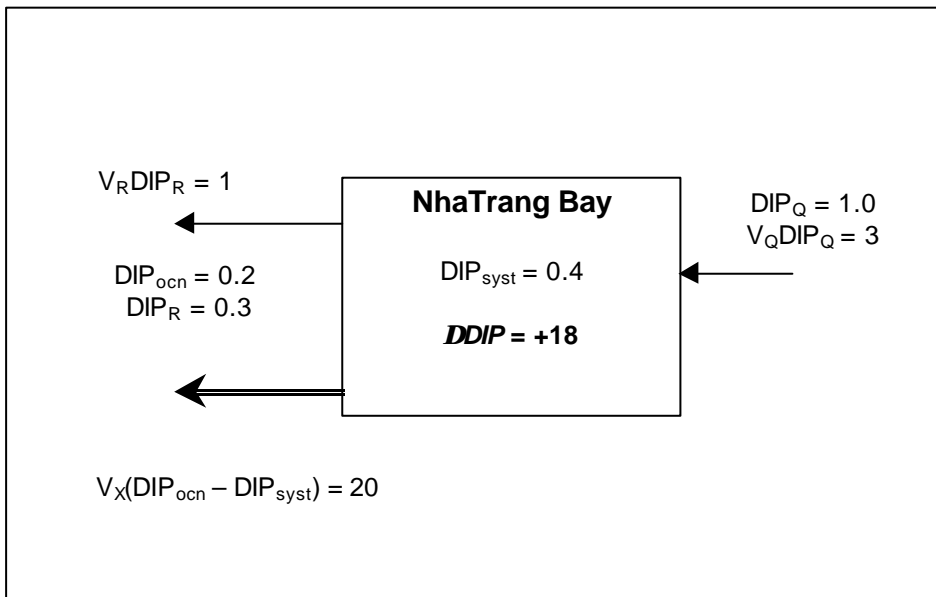 V_RDIP_R = 1
DIP_ocn = 0.2
DIP_R = 0.3
V_X(DIP_ocn – DIP_syst) = 20
NhaTrang Bay
DIP_syst = 0.4
DDIP = +18
DIP_Q = 1.0
V_QDIP_Q = 3